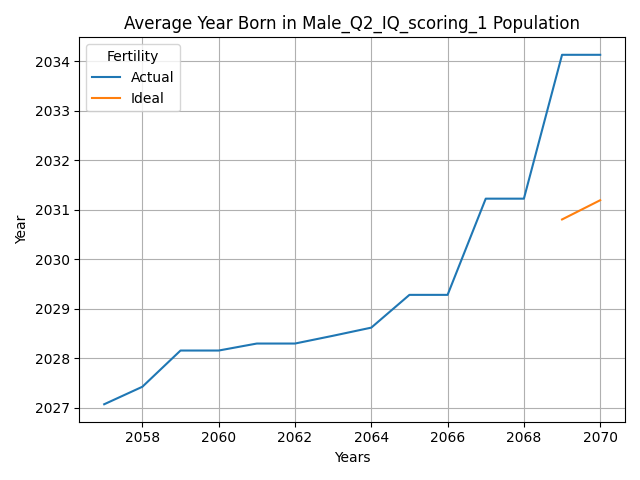 Average Year Born in Male_Q2_IQ_scoring_1 Population
Fertility
Actual
Ideal
2034
2033
2032
2031
2030
2029
2028
2027
Year
2058 2060 2062 2064 2066 2068 2070
Years